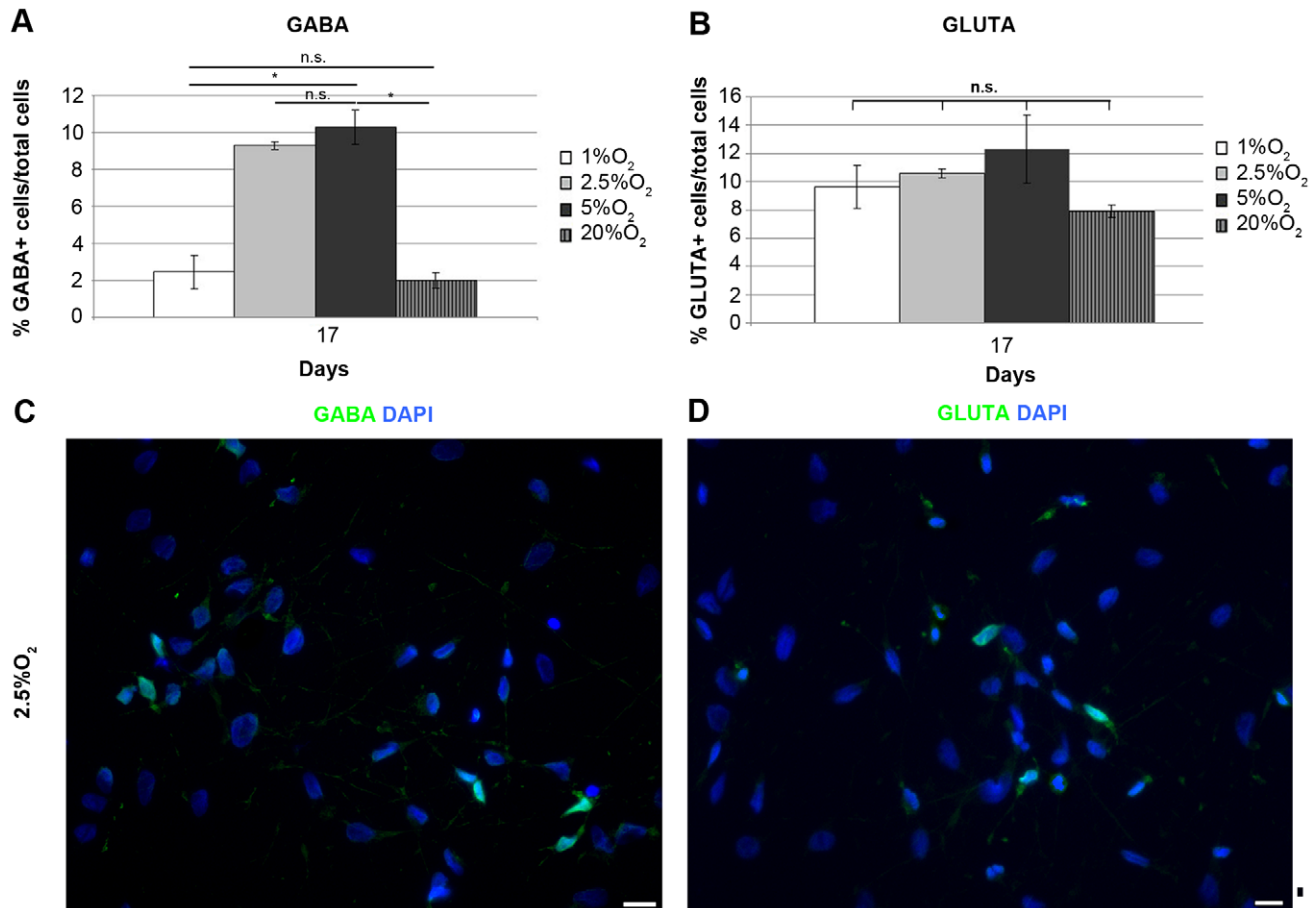 A
GABA
n.s.
*
n.s.
*
% GABA+ cells/total cells
12
10
8
6
4
2
0
17
Days
1%O₂
2.5%O₂
5%O₂
20%O₂
B
GLUTA
n.s.
% GLUTA+ cells/total cells
16
14
12
10
8
6
4
2
0
17
Days
1%O₂
2.5%O₂
5%O₂
20%O₂
C
GABA DAPI
D
GLUTA DAPI
2.5%O₂